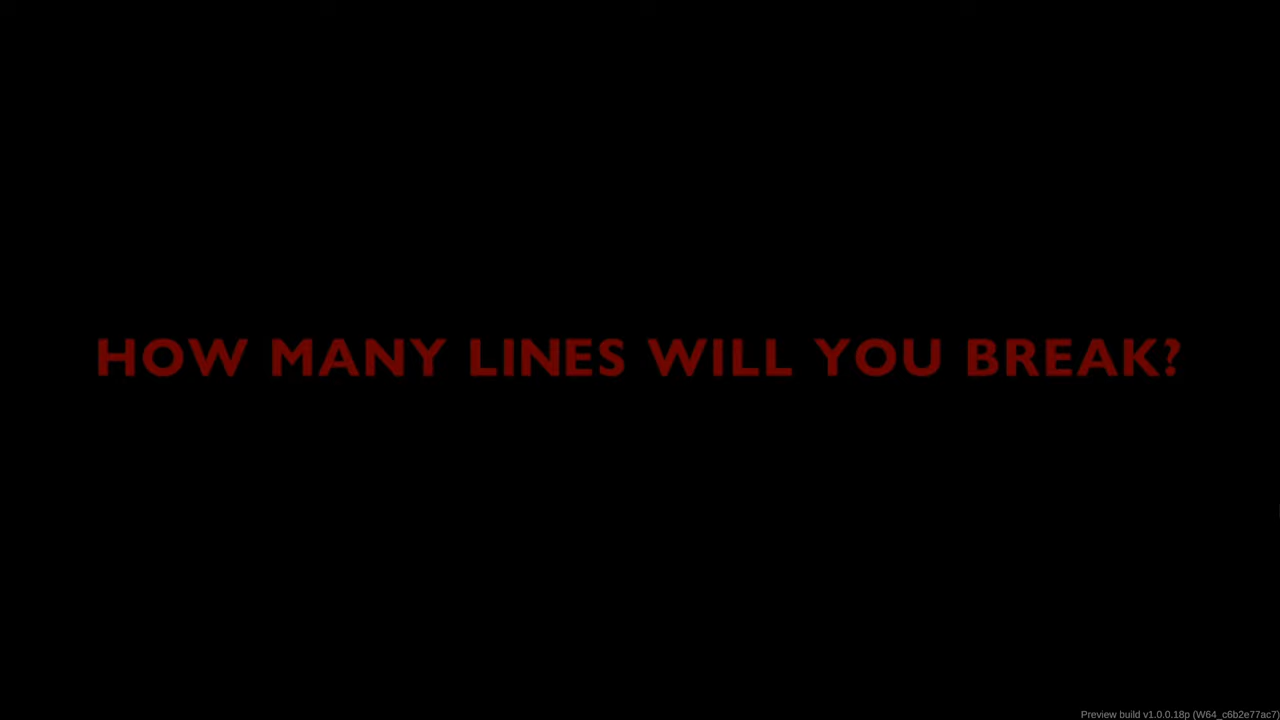 HOW MANY LINES WILL YOU BREAK?
Preview build v1.0.0.18p (W64_c6b2e77ac7)